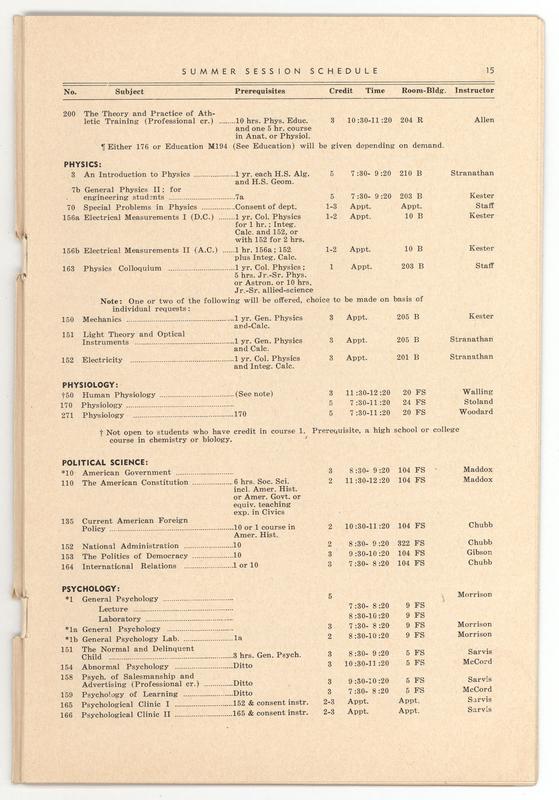 SUMMER SESSION SCHEDULE 15
No. Subject Prerequisites Credit Time Room-Bldg. Instructor
200 The Theory and Practice of Ath-
letic Training (Professional cr.) ......10 hrs. Phys. Educ. 3 10:30-11:20 204 R Allen
and one 5 hr. course
in Anat. or Physiol.
¶ Either 176 or Education M194 (See Education) will be given depending on demand.
PHYSICS:
3 An Introduction to Physics ......1 yr. each H.S. Alg. 5 7:30- 9:20 210 B Stranathan
and H.S. Geom.
7b General Physics II; for
engineering students ......7a 5 7:30- 9:20 203 B Kester
70 Special Problems in Physics ......Consent of dept. 1-3 Appt. Appt. Staff
156a Electrical Measurements I (D.C.) ......1 yr. Col. Physics 1-2 Appt. 10 B Kester
for 1 hr.; Integ.
Calc. and 152, or
with 152 for 2 hrs.
156b Electrical Measurements II (A.C.) ......1 hr. 156a; 152 1-2 Appt. 10 B Kester
plus Integ. Calc.
163 Physics Colloquium ......1 yr. Col. Physics; 1 Appt. 203 B Staff
5 hrs. Jr.-Sr. Phys.
or Astron. or 10 hrs.
Jr.-Sr. allied-science
Note: One or two of the following will be offered, choice to be made on basis of
individual requests:
150 Mechanics ......1 yr. Gen. Physics 3 Appt. 205 B Kester
and-Calc.
151 Light Theory and Optical
Instruments ......1 yr. Gen. Physics 3 Appt. 205 B Stranathan
and Calc.
152 Electricity ......1 yr. Col. Physics 3 Appt. 201 B Stranathan
and Integ. Calc.
PHYSIOLOGY:
†50 Human Physiology ......(See note) 3 11:30-12:20 20 FS Walling
170 Physiology ...... 5 7:30-11:20 24 FS Stoland
271 Physiology ......170 5 7:30-11:20 20 FS Woodard
† Not open to students who have credit in course 1. Prerequisite, a high school or college
course in chemistry or biology.
POLITICAL SCIENCE:
*10 American Government ...... 3 8:30- 9:20 104 FS Maddox
110 The American Constitution ......6 hrs. Soc. Sci. 2 11:30-12:20 104 FS Maddox
incl. Amer. Hist.
or Amer. Govt. or
equiv. teaching
exp. in Civics
135 Current American Foreign
Policy ......10 or 1 course in 2 10:30-11:20 104 FS Chubb
Amer. Hist.
152 National Administration ......10 2 8:30- 9:20 322 FS Chubb
153 The Politics of Democracy ......10 3 9:30-10:20 104 FS Gibson
164 International Relations ......1 or 10 3 7:30- 8:20 104 FS Chubb
PSYCHOLOGY:
*1 General Psychology ...... 5 Morrison
Lecture ...... 7:30- 8:20 9 FS
Laboratory ...... 8:30-10:20 9 FS
*1a General Psychology ...... 3 7:30- 8:20 9 FS Morrison
*1b General Psychology Lab. ......1a 2 8:30-10:20 9 FS Morrison
151 The Normal and Delinquent
Child ......3 hrs. Gen. Psych. 3 8:30- 9:20 5 FS Sarvis
154 Abnormal Psychology ......Ditto 3 10:30-11:20 5 FS McCord
158 Psych. of Salesmanship and
Advertising (Professional cr.) ......Ditto 3 9:30-10:20 5 FS Sarvis
159 Psychology of Learning ......Ditto 3 7:30- 8:20 5 FS McCord
165 Psychological Clinic I ......152 & consent instr. 2-3 Appt. Appt. Sarvis
166 Psychological Clinic II ......165 & consent instr. 2-3 Appt. Appt. Sarvis